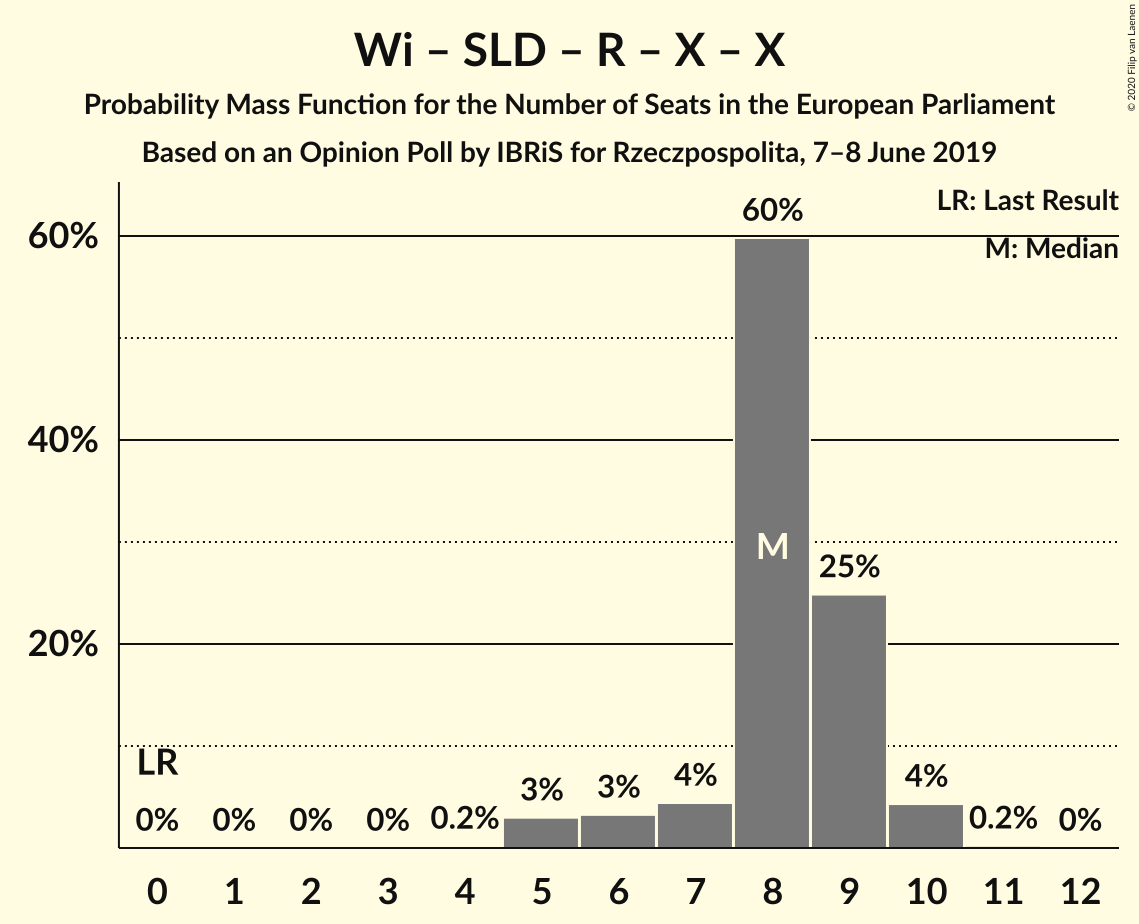 Wi – SLD – R – X – X
Probability Mass Function for the Number of Seats in the European Parliament
Based on an Opinion Poll by IBRiS for Rzeczpospolita, 7–8 June 2019
© 2020 Filip van Laenen
LR: Last Result
M: Median
60%
40%
20%
60%
M
25%
LR
0% 0% 0% 0% 0.2% 3% 3% 4% 4% 0.2% 0%
0 1 2 3 4 5 6 7 8 9 10 11 12